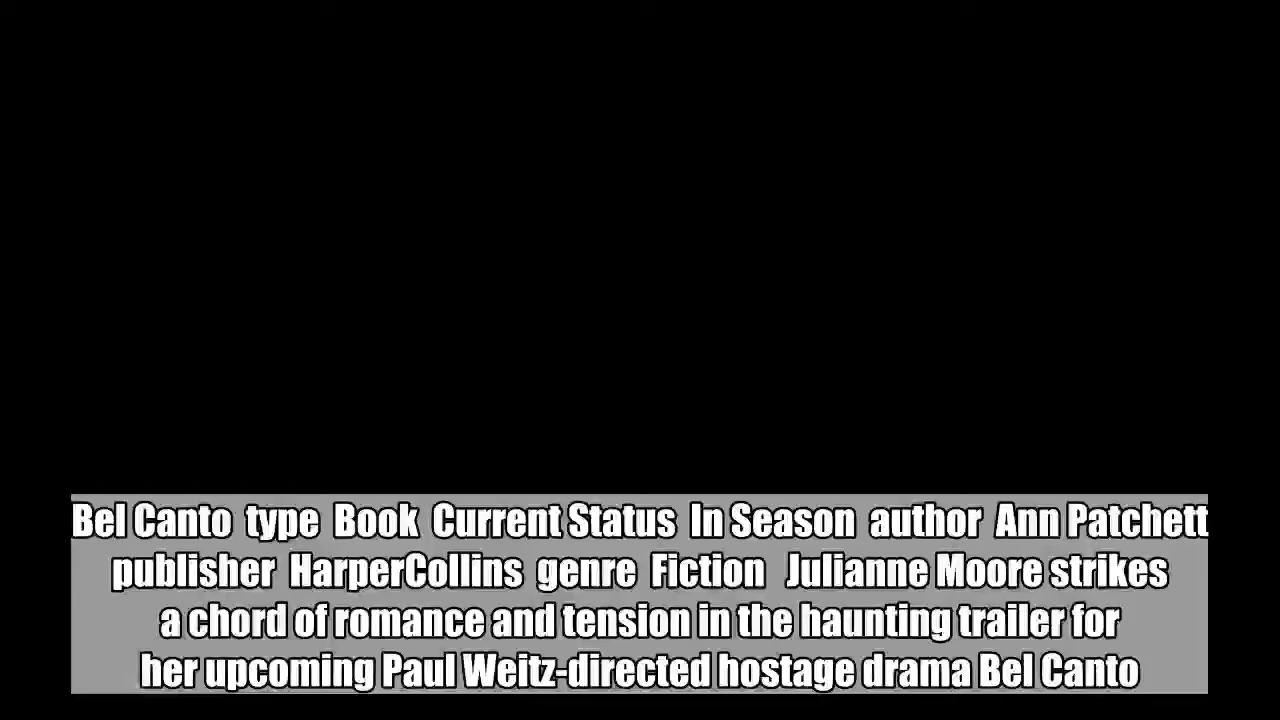 Bel Canto type Book Current Status In Season author Ann Patchett
publisher HarperCollins genre Fiction Julianne Moore strikes
a chord of romance and tension in the haunting trailer for
her upcoming Paul Weitz-directed hostage drama Bel Canto